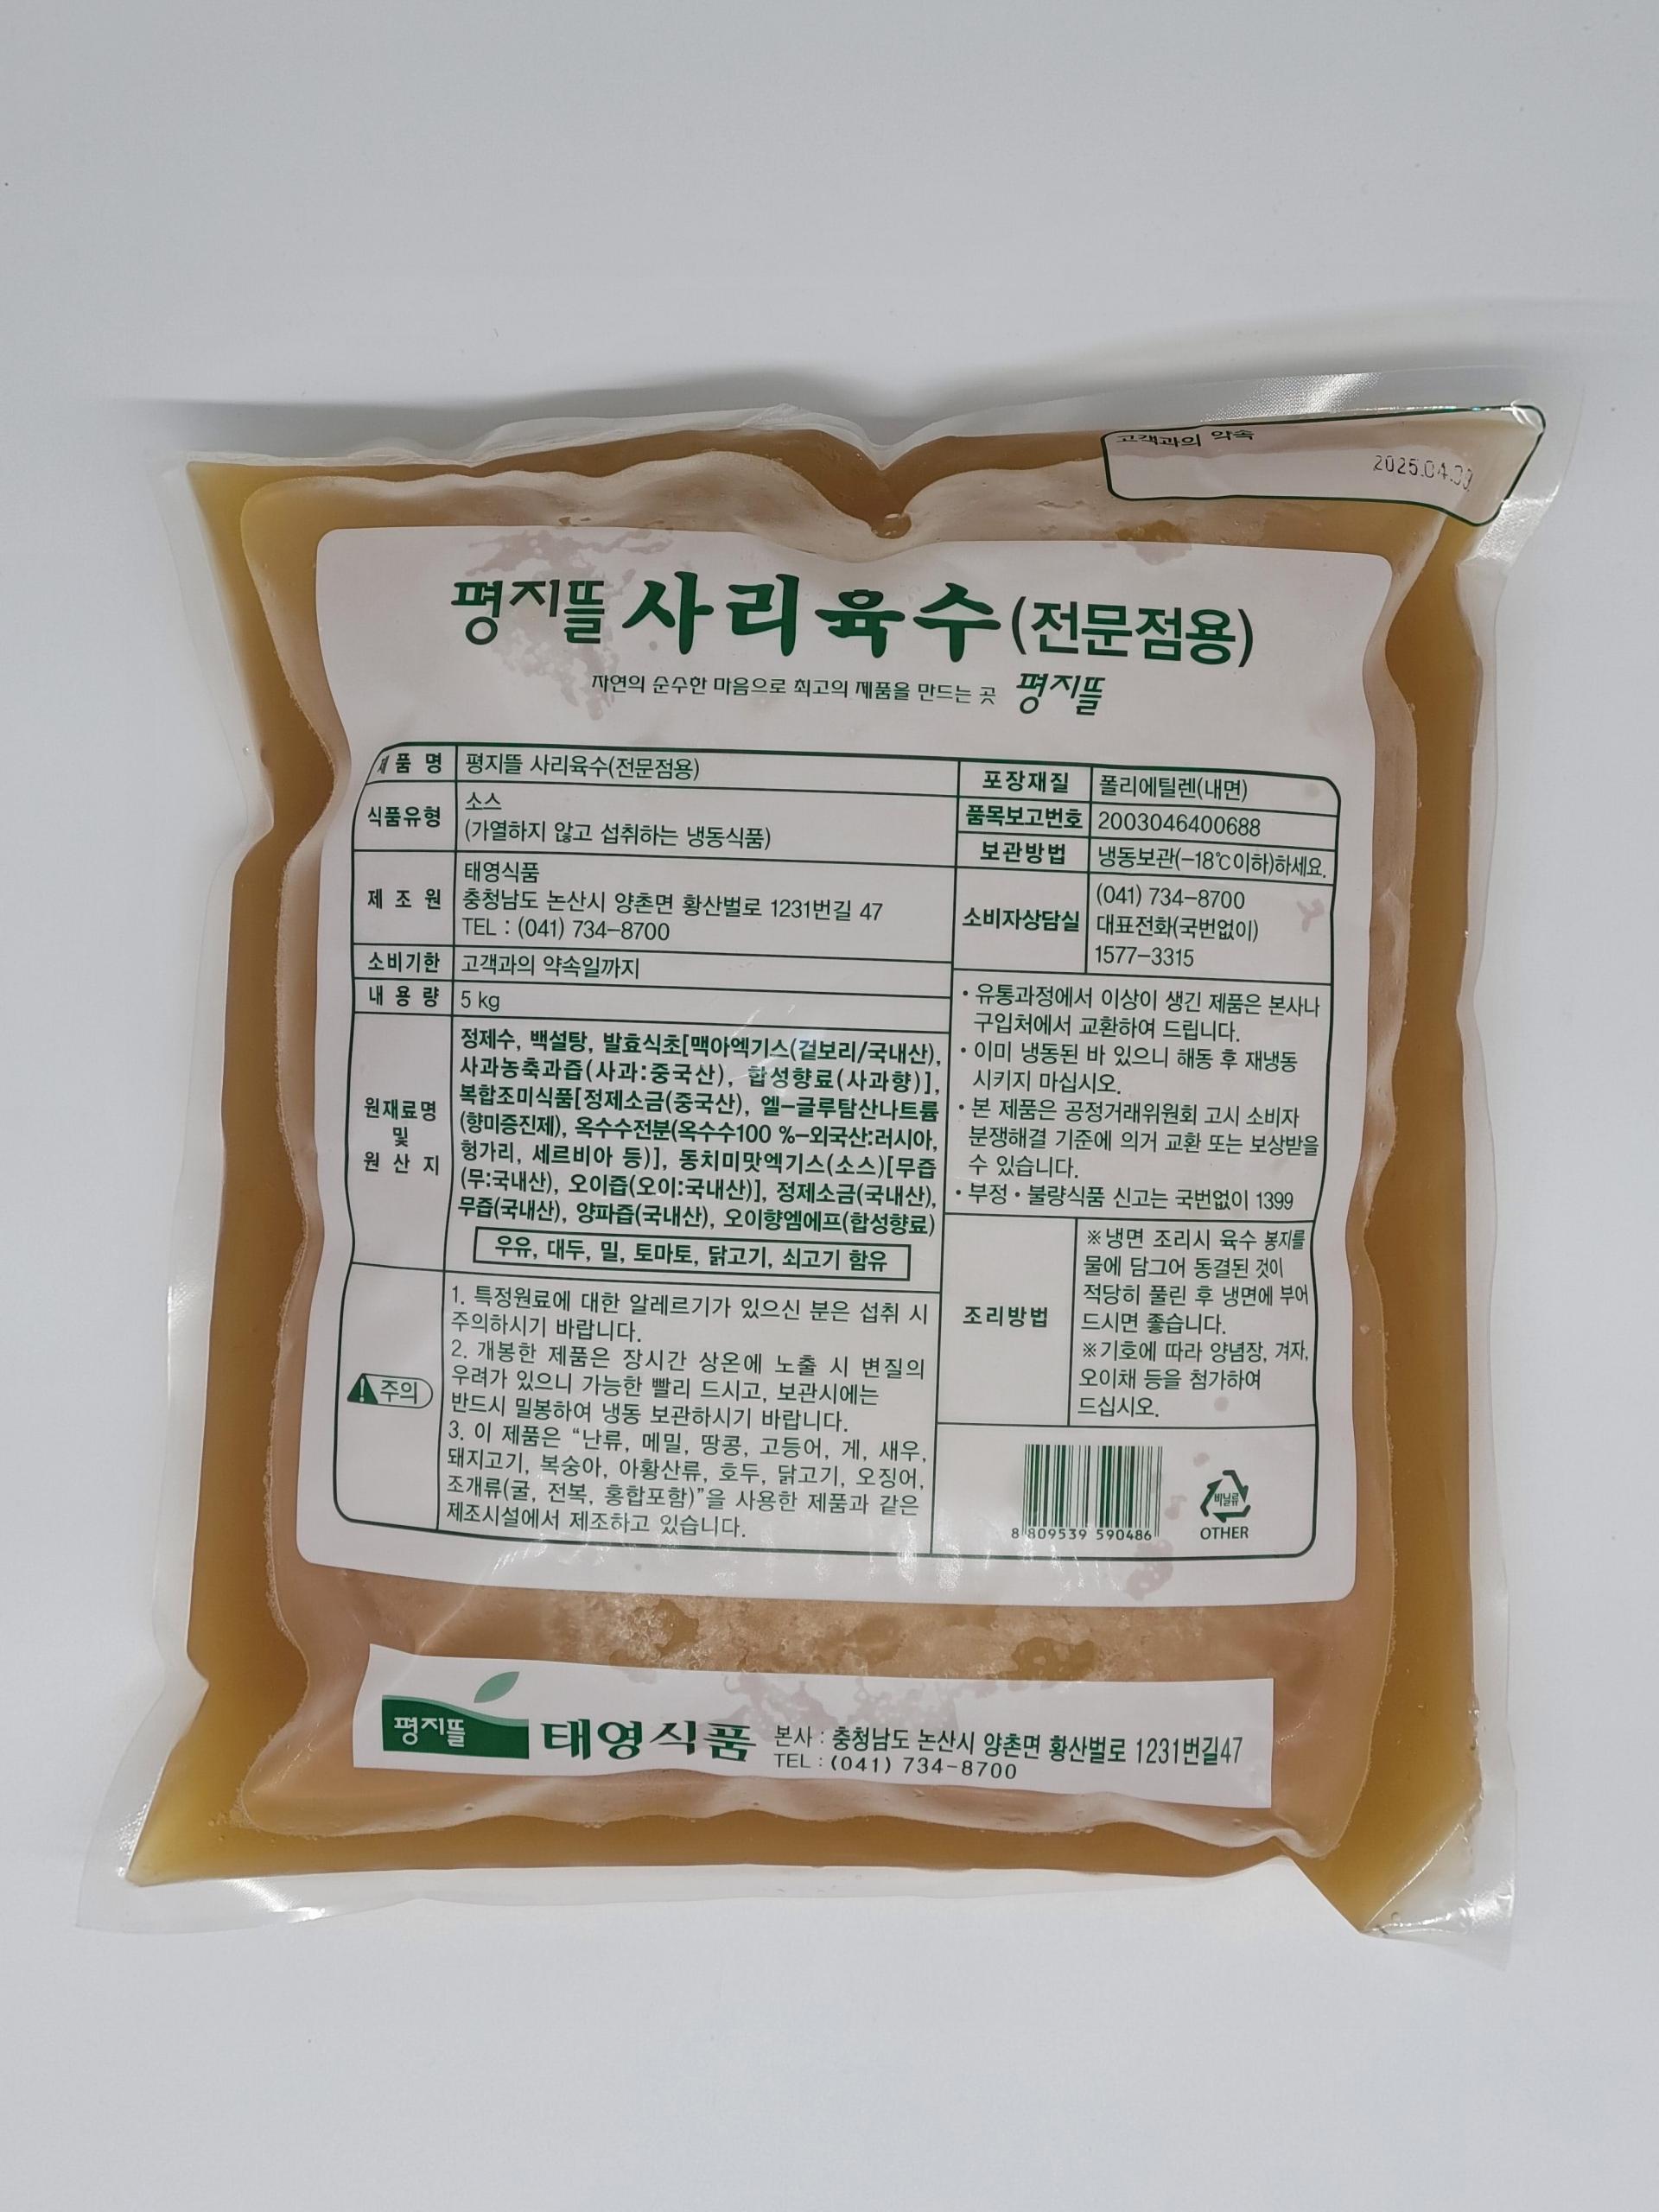 고객과의 약속
평지뜰 사리육수(전문점용)
자연의 순수한 마음으로 최고의 제품을 만드는 곳 평지뜰
제품명 평지뜰 사리육수(전문점용)
식품유형 소스
(가열하지 않고 섭취하는 냉동식품)
제조원 태영식품
충청남도 논산시 양촌면 황산벌로 1231번길 47
TEL : (041) 734-8700
소비기한 고객과의 약속일까지
내용량 5 kg
원재료명 및 원산지
정제수, 백설탕, 발효식초[맥아엑기스(겉보리/국내산),
사과농축과즙(사과:중국산), 합성향료(사과향)],
복합조미식품[정제소금(중국산), 엘-글루탐산나트륨
(향미증진제), 옥수수전분(옥수수100 %-외국산:러시아,
헝가리, 세르비아 등)], 동치미맛엑기스(소스)[무즙
(무:국내산), 오이즙(오이:국내산)], 정제소금(국내산),
무즙(국내산), 양파즙(국내산), 오이향엠에프(합성향료)
우유, 대두, 밀, 토마토, 닭고기, 쇠고기 함유
주의
1. 특정원료에 대한 알레르기가 있으신 분은 섭취 시
주의하시기 바랍니다.
2. 개봉한 제품은 장시간 상온에 노출 시 변질의
우려가 있으니 가능한 빨리 드시고, 보관시에는
반드시 밀봉하여 냉동 보관하시기 바랍니다.
3. 이 제품은 “난류, 메밀, 땅콩, 고등어, 게, 새우,
돼지고기, 복숭아, 아황산류, 호두, 닭고기, 오징어,
조개류(굴, 전복, 홍합포함)”을 사용한 제품과 같은
제조시설에서 제조하고 있습니다.
포장재질 폴리에틸렌(내면)
품목보고번호 2003046400688
보관방법 냉동보관(-18℃이하)하세요.
소비자상담실 (041) 734-8700
대표전화(국번없이)
1577-3315
• 유통과정에서 이상이 생긴 제품은 본사나
구입처에서 교환하여 드립니다.
• 이미 냉동된 바 있으니 해동 후 재냉동
시키지 마십시오.
• 본 제품은 공정거래위원회 고시 소비자
분쟁해결 기준에 의거 교환 또는 보상받을
수 있습니다.
• 부정 • 불량식품 신고는 국번없이 1399
조리방법
※냉면 조리시 육수 봉지를
물에 담그어 동결된 것이
적당히 풀린 후 냉면에 부어
드시면 좋습니다.
※기호에 따라 양념장, 겨자,
오이채 등을 첨가하여
드십시오.
8 809539 590486
비닐류
OTHER
평지뜰 태영식품 본사 : 충청남도 논산시 양촌면 황산벌로 1231번길47
TEL : (041) 734-8700